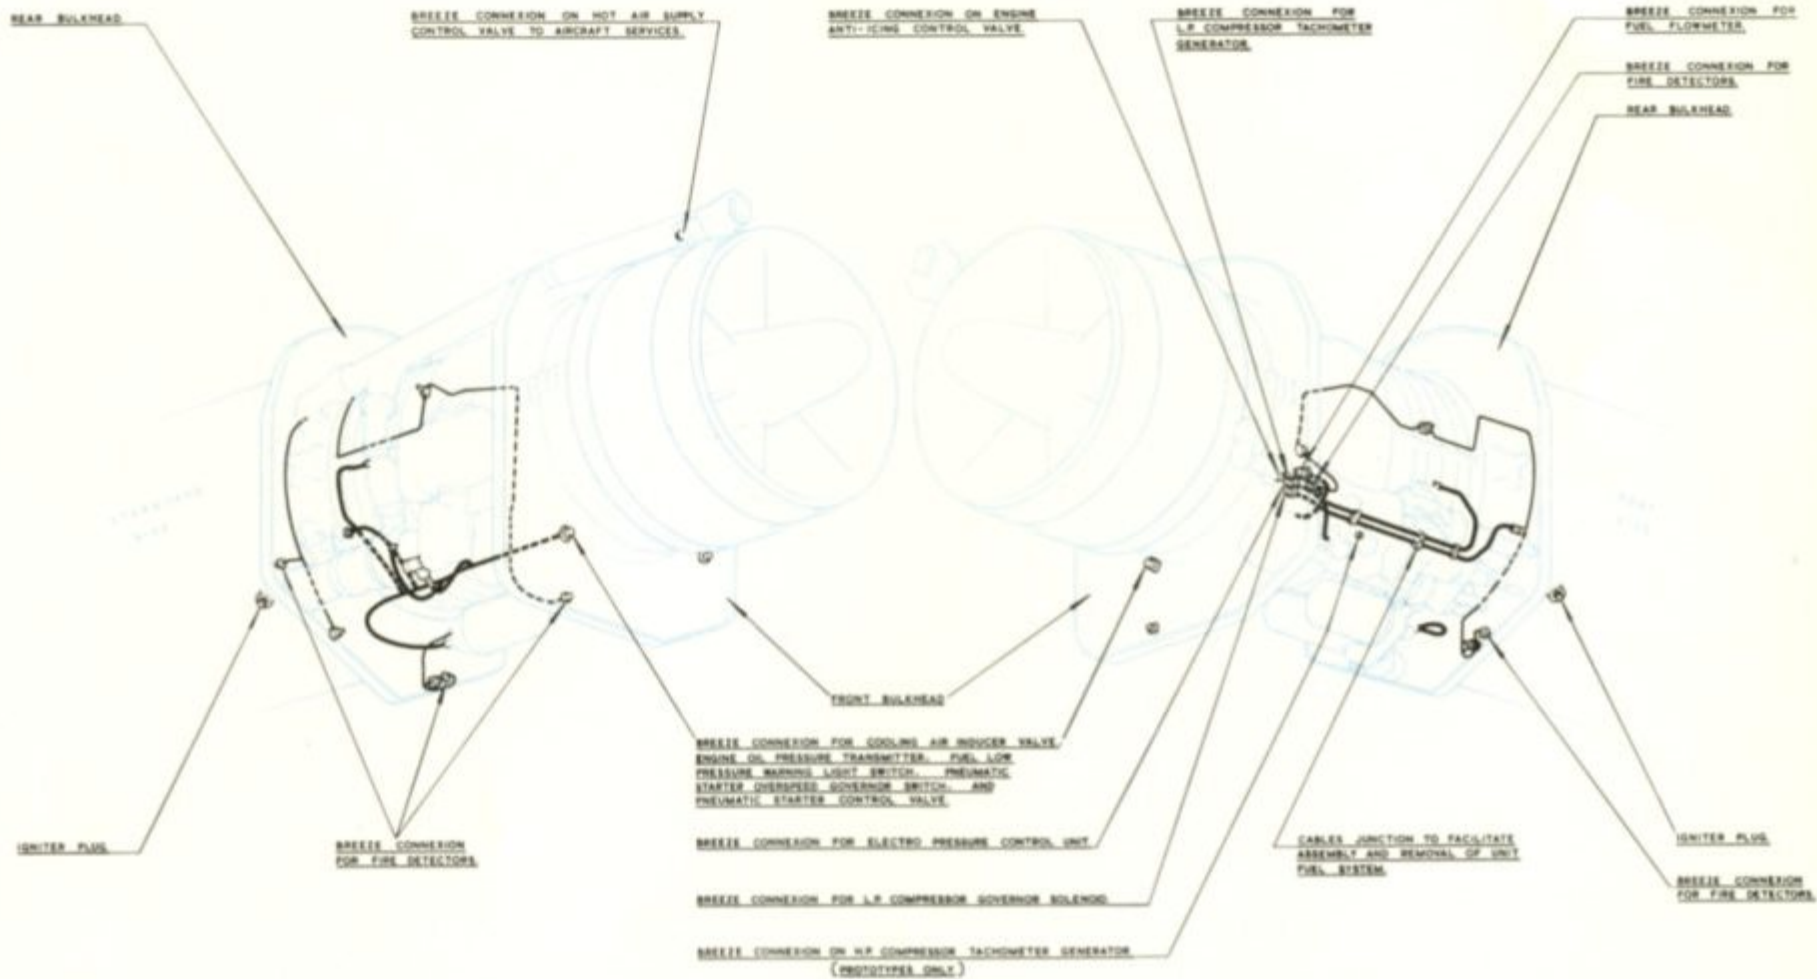 REAR BULKHEAD
BREEZE CONNEXION ON HOT AIR SUPPLY
CONTROL VALVE TO AIRCRAFT SERVICES.
BREEZE CONNEXION ON ENGINE
ANTI-ICING CONTROL VALVE.
BREEZE CONNEXION FOR
L.P. COMPRESSOR TACHOMETER
GENERATOR.
BREEZE CONNEXION FOR
FUEL FLOWMETER.
BREEZE CONNEXION FOR
FIRE DETECTORS.
REAR BULKHEAD.
STARBOARD
SIDE
PORT
SIDE
FRONT BULKHEAD
BREEZE CONNEXION FOR COOLING AIR INDUCER VALVE.
ENGINE OIL PRESSURE TRANSMITTER. FUEL LOW
PRESSURE WARNING LIGHT SWITCH. PNEUMATIC
STARTER OVERSPEED GOVERNOR SWITCH. AND
PNEUMATIC STARTER CONTROL VALVE.
IGNITER PLUG.
BREEZE CONNEXION
FOR FIRE DETECTORS.
BREEZE CONNEXION FOR ELECTRO PRESSURE CONTROL UNIT
CABLES JUNCTION TO FACILITATE
ASSEMBLY AND REMOVAL OF UNIT
FUEL SYSTEM.
IGNITER PLUG.
BREEZE CONNEXION
FOR FIRE DETECTORS.
BREEZE CONNEXION FOR L.P. COMPRESSOR GOVERNOR SOLENOID.
BREEZE CONNEXION ON H.P. COMPRESSOR TACHOMETER GENERATOR.
(PROTOTYPES ONLY)